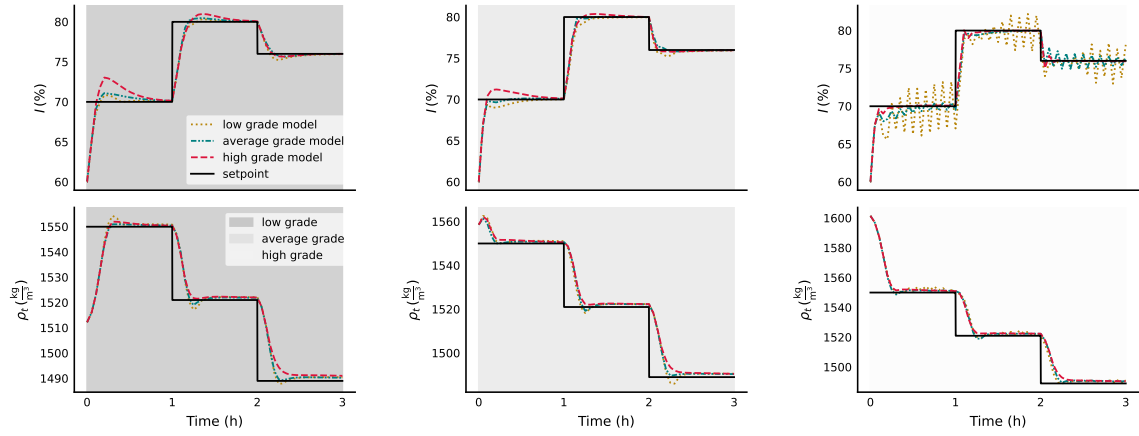 80
75
70
65
60
I (%)
low grade model
average grade model
high grade model
setpoint
80
75
70
65
60
I (%)
80
75
70
65
60
I (%)
1550
1540
1530
1520
1510
1500
1490
ρt (kg/m³)
low grade
average grade
high grade
0 1 2 3
Time (h)
1560
1540
1520
1500
ρt (kg/m³)
0 1 2 3
Time (h)
1600
1580
1560
1540
1520
1500
ρt (kg/m³)
0 1 2 3
Time (h)